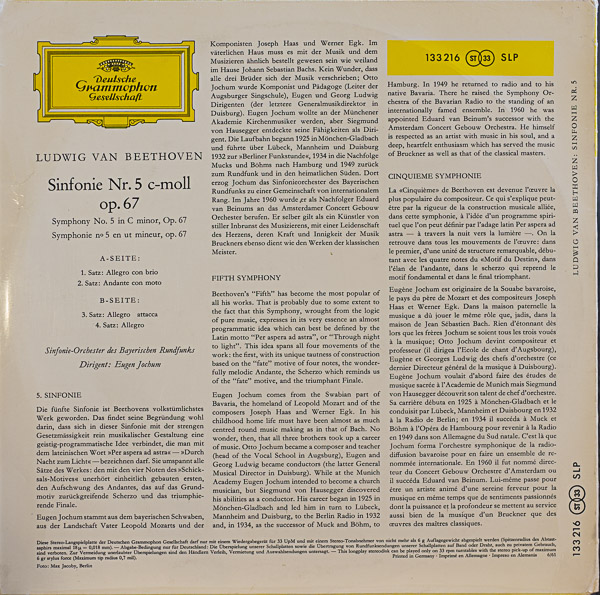 Deutsche
Grammophon
Gesellschaft
LUDWIG VAN BEETHOVEN
Sinfonie Nr. 5 c-moll
op. 67
Symphony No. 5 in C minor, Op. 67
Symphonie nº 5 en ut mineur, op. 67
A-SEITE:
1. Satz: Allegro con brio
2. Satz: Andante con moto
B-SEITE:
3. Satz: Allegro attacca
4. Satz: Allegro
Sinfonie-Orchester des Bayerischen Rundfunks
Dirigent: Eugen Jochum
5. SINFONIE
Die fünfte Sinfonie ist Beethovens volkstümlichstes
Werk geworden. Das findet seine Begründung wohl
darin, dass sich in dieser Sinfonie mit der strengen
Gesetzmässigkeit rein musikalischer Gestaltung eine
geistig-programmatische Idee verbindet, die man mit
dem lateinischen Wort »Per aspera ad astra« — »Durch
Nacht zum Licht« — bezeichnen darf. Sie umspannt alle
Sätze des Werkes: den mit den vier Noten des »Schick-
sals-Motivs« unerhört einheitlich gebauten ersten,
den Aufschwung des Andantes, das auf das Grund-
motiv zurückgreifende Scherzo und das triumphie-
rende Finale.
Eugen Jochum stammt aus dem bayerischen Schwaben,
aus der Landschaft Vater Leopold Mozarts und der
Komponisten Joseph Haas und Werner Egk. Im
väterlichen Haus muss es mit der Musik und dem
Musizieren ähnlich bestellt gewesen sein wie weiland
im Hause Johann Sebastian Bachs. Kein Wunder, dass
alle drei Brüder sich der Musik verschrieben; Otto
Jochum wurde Komponist und Pädagoge (Leiter der
Augsburger Singschule), Eugen und Georg Ludwig
Dirigenten (der letztere Generalmusikdirektor in
Duisburg). Eugen Jochum wollte an der Münchner
Akademie Kirchenmusiker werden, aber Siegmund
von Hausegger entdeckte seine Fähigkeiten als Diri-
gent. Die Laufbahn begann 1925 in Mönchen-Gladbach
und führte über Lübeck, Mannheim und Duisburg
1932 zur »Berliner Funkstunde«, 1934 in die Nachfolge
Mucks und Böhms nach Hamburg und 1949 zurück
zum Rundfunk und in den heimatlichen Süden. Dort
erzog Jochum das Sinfonieorchester des Bayerischen
Rundfunks zu einer Gemeinschaft von internationalem
Rang. Im Jahre 1960 wurde er als Nachfolger Eduard
van Beinums an das Amsterdamer Concert Gebouw
Orchester berufen. Er selber gilt als ein Künstler von
stiller Inbrunst des Musizierens, mit einer Leidenschaft
des Herzens, deren Kraft und Innigkeit der Musik
Bruckners ebenso dient wie den Werken der klassischen
Meister.
FIFTH SYMPHONY
Beethoven's "Fifth" has become the most popular of
all his works. That is probably due to some extent to
the fact that this Symphony, wrought from the logic
of pure music, expresses in its very essence an almost
programmatic idea which can best be defined by the
Latin motto "Per aspera ad astra", or "Through night
to light". This idea spans all four movements of the
work: the first, with its unique tautness of construction
based on the "fate" motive of four notes, the wonder-
fully melodic Andante, the Scherzo which reminds us
of the "fate" motive, and the triumphant Finale.
Eugen Jochum comes from the Swabian part of
Bavaria, the homeland of Leopold Mozart and of the
composers Joseph Haas and Werner Egk. In his
childhood home life must have been almost as much
centred round music making as in that of Bach. No
wonder, then, that all three brothers took up a career
of music. Otto Jochum became a composer and teacher
(head of the Vocal School in Augsburg), Eugen and
Georg Ludwig became conductors (the latter General
Musical Director in Duisburg). While at the Munich
Academy Eugen Jochum intended to become a church
musician, but Siegmund von Hausegger discovered
his abilities as a conductor. His career began in 1925 in
Mönchen-Gladbach and led him in turn to Lübeck,
Mannheim and Duisburg, to the Berlin Radio in 1932
and, in 1934, as the successor of Muck and Böhm, to
133 216 ST 33 SLP
Hamburg. In 1949 he returned to radio and to his
native Bavaria. There he raised the Symphony Or-
chestra of the Bavarian Radio to the standing of an
internationally famed ensemble. In 1960 he was
appointed Eduard van Beinum's successor with the
Amsterdam Concert Gebouw Orchestra. He himself
is respected as an artist with music in his soul, and a
deep, heartfelt enthusiasm which has served the music
of Bruckner as well as that of the classical masters.
CINQUIEME SYMPHONIE
La «Cinquième» de Beethoven est devenue l'œuvre la
plus populaire du compositeur. Ce qui s'explique peut-
être par la rigueur de la construction musicale alliée,
dans cette symphonie, à l'idée d'un programme spiri-
tuel que l'on peut définir par l'adage latin Per aspera ad
astra — à travers la nuit vers la lumière —. On la
retrouve dans tous les mouvements de l'œuvre: dans
le premier, d'une unité de structure remarquable, débu-
tant avec les quatre notes du «Motif du Destin», dans
l'élan de l'andante, dans le scherzo qui reprend le
motif fondamental et dans le final triomphant.
Eugène Jochum est originaire de la Souabe bavaroise,
le pays du père de Mozart et des compositeurs Joseph
Haas et Werner Egk. Dans la maison paternelle la
musique a dû jouer le même rôle que, jadis, dans la
maison de Jean Sébastien Bach. Rien d'étonnant dès
lors que les frères Jochum se soient tous les trois voués
à la musique; Otto Jochum devint compositeur et
professeur (il dirigea l'Ecole de chant d'Augsbourg),
Eugène et Georges Ludwig des chefs d'orchestre (ce
dernier Directeur général de la musique à Duisbourg).
Eugène Jochum voulait d'abord faire des études de
musique sacrée à l'Academie de Munich mais Siegmund
von Hausegger découvrit son talent de chef d'orchestre.
Sa carrière débuta en 1925 à Mönchen-Gladbach et le
conduisit par Lübeck, Mannheim et Duisbourg en 1932
à la Radio de Berlin; en 1934 il succéda à Muck et
Böhm à l'Opéra de Hambourg pour revenir à la Radio
en 1949 dans son Allemagne du Sud natale. C'est là que
Jochum forma l'orchestre symphonique de la radio-
diffusion bavaroise pour en faire un ensemble de re-
nommée internationale. En 1960 il fut nommé direc-
teur du Concert Gebouw Orchester d'Amsterdam ou
il succéda Eduard van Beinum. Lui-même passe pour
être un artiste animé d'une sereine ferveur pour la
musique en même temps que de sentiments passionnés
dont la puissance et la profondeur se mettent au service
aussi bien de la musique d'un Bruckner que des
œuvres des maîtres classiques.
LUDWIG VAN BEETHOVEN: SINFONIE NR. 5
133 216 ST 33 SLP
Diese Stereo-Langspielplatte der Deutschen Grammophon Gesellschaft darf nur mit einem Wiedergabegerät für 33 UpM und mit einem Stereo-Tonabnehmer
Printed in Germany · Imprimé en Allemagne · Impreso en Alemania 6/63
Foto: Max Jacoby, Berlin